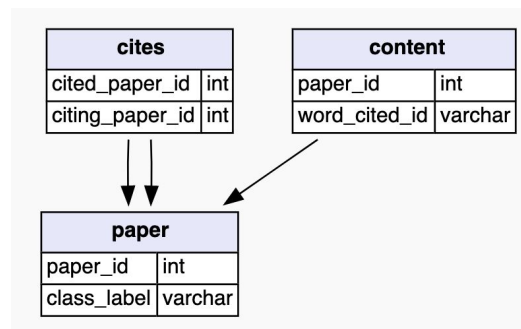 cites
cited_paper_id int
citing_paper_id int
content
paper_id int
word_cited_id varchar
paper
paper_id int
class_label varchar